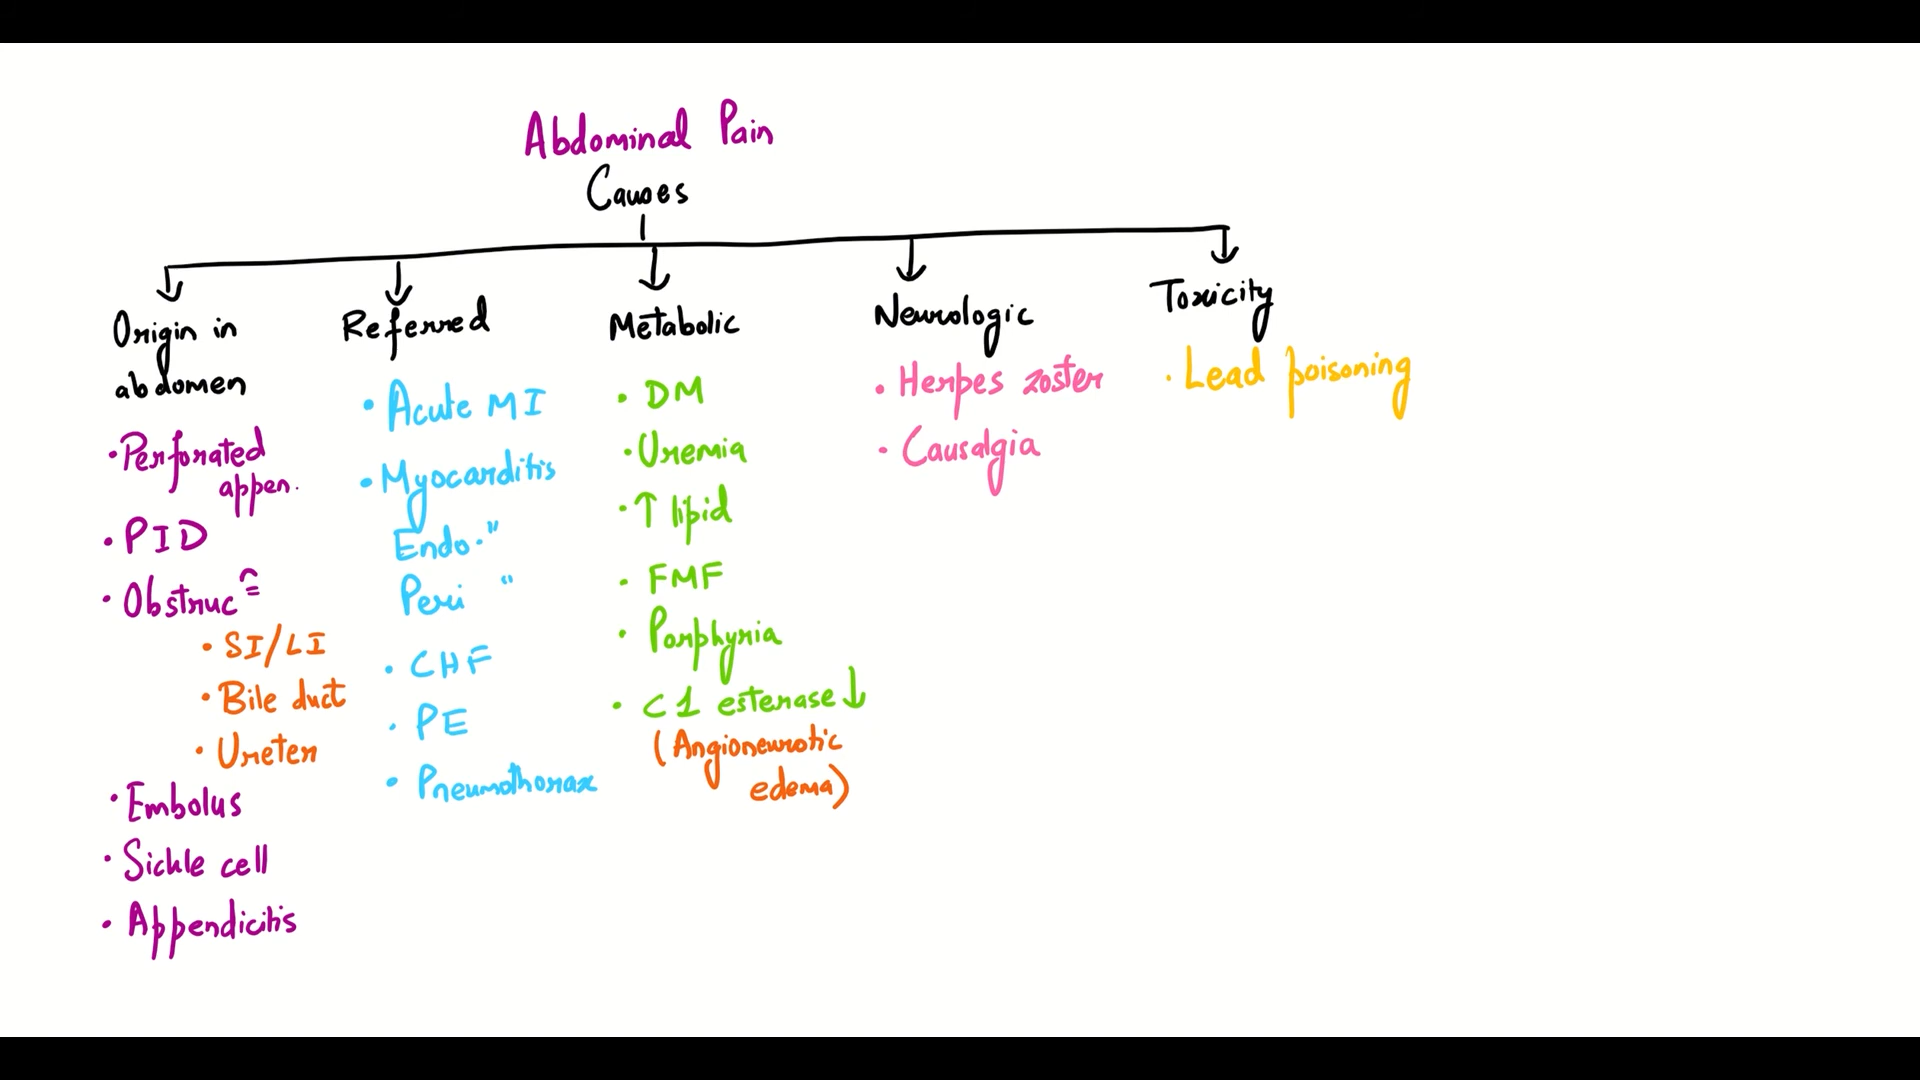 Abdominal Pain
Causes
Origin in
abdomen
• Perforated
appen.
• PID
• Obstruc n=
• SI/LI
• Bile duct
• Ureter
• Embolus
• Sickle cell
• Appendicitis
Referred
• Acute MI
• Myocarditis
Endo. "
Peri "
• CHF
• PE
• Pneumothorax
Metabolic
• DM
• Uremia
• ↑ lipid
• FMF
• Porphyria
• C1 esterase ↓
(Angioneurotic
edema)
Neurologic
• Herpes zoster
• Causalgia
Toxicity
• Lead poisoning